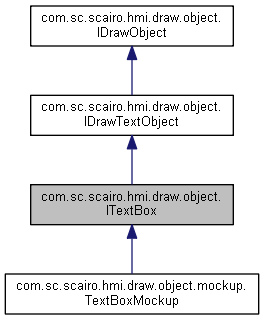 com.sc.scairo.hmi.draw.object.
IDrawObject
com.sc.scairo.hmi.draw.object.
IDrawTextObject
com.sc.scairo.hmi.draw.object.
ITextBox
com.sc.scairo.hmi.draw.object.mockup.
TextBoxMockup